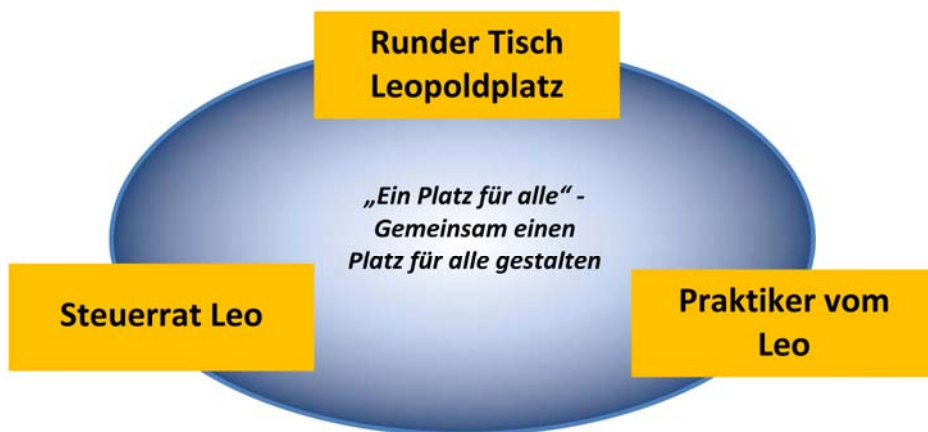 Runder Tisch
Leopoldplatz
„Ein Platz für alle“ -
Gemeinsam einen
Platz für alle gestalten
Steuerrat Leo
Praktiker vom
Leo